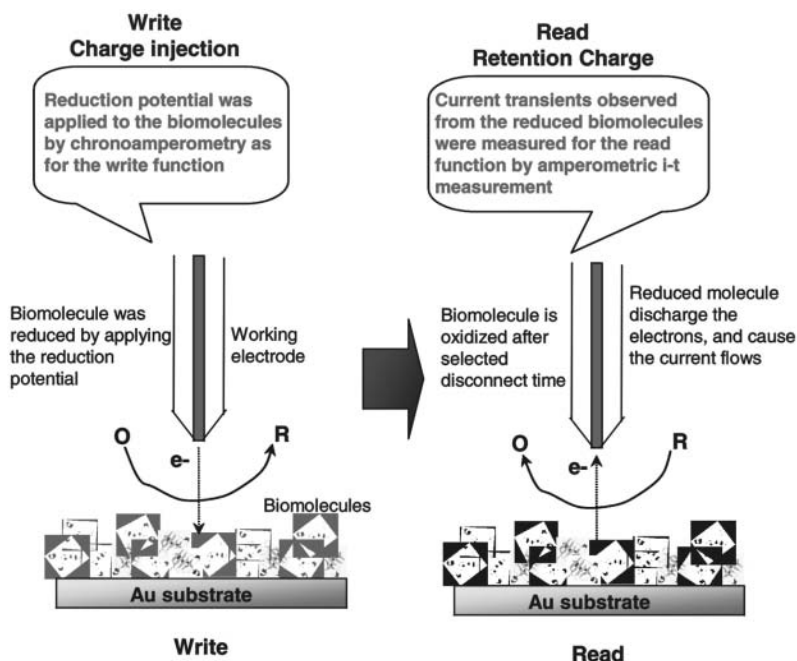 Write
Charge injection
Reduction potential was
applied to the biomolecules
by chronoamperometry as
for the write function
Biomolecule was
reduced by applying
the reduction
potential
Working
electrode
O
R
e-
Biomolecules
Au substrate
Write
Read
Retention Charge
Current transients observed
from the reduced biomolecules
were measured for the read
function by amperometric i-t
measurement
Biomolecule is
oxidized after
selected
disconnect time
Reduced molecule
discharge the
electrons, and cause
the current flows
O
R
e-
Au substrate
Read